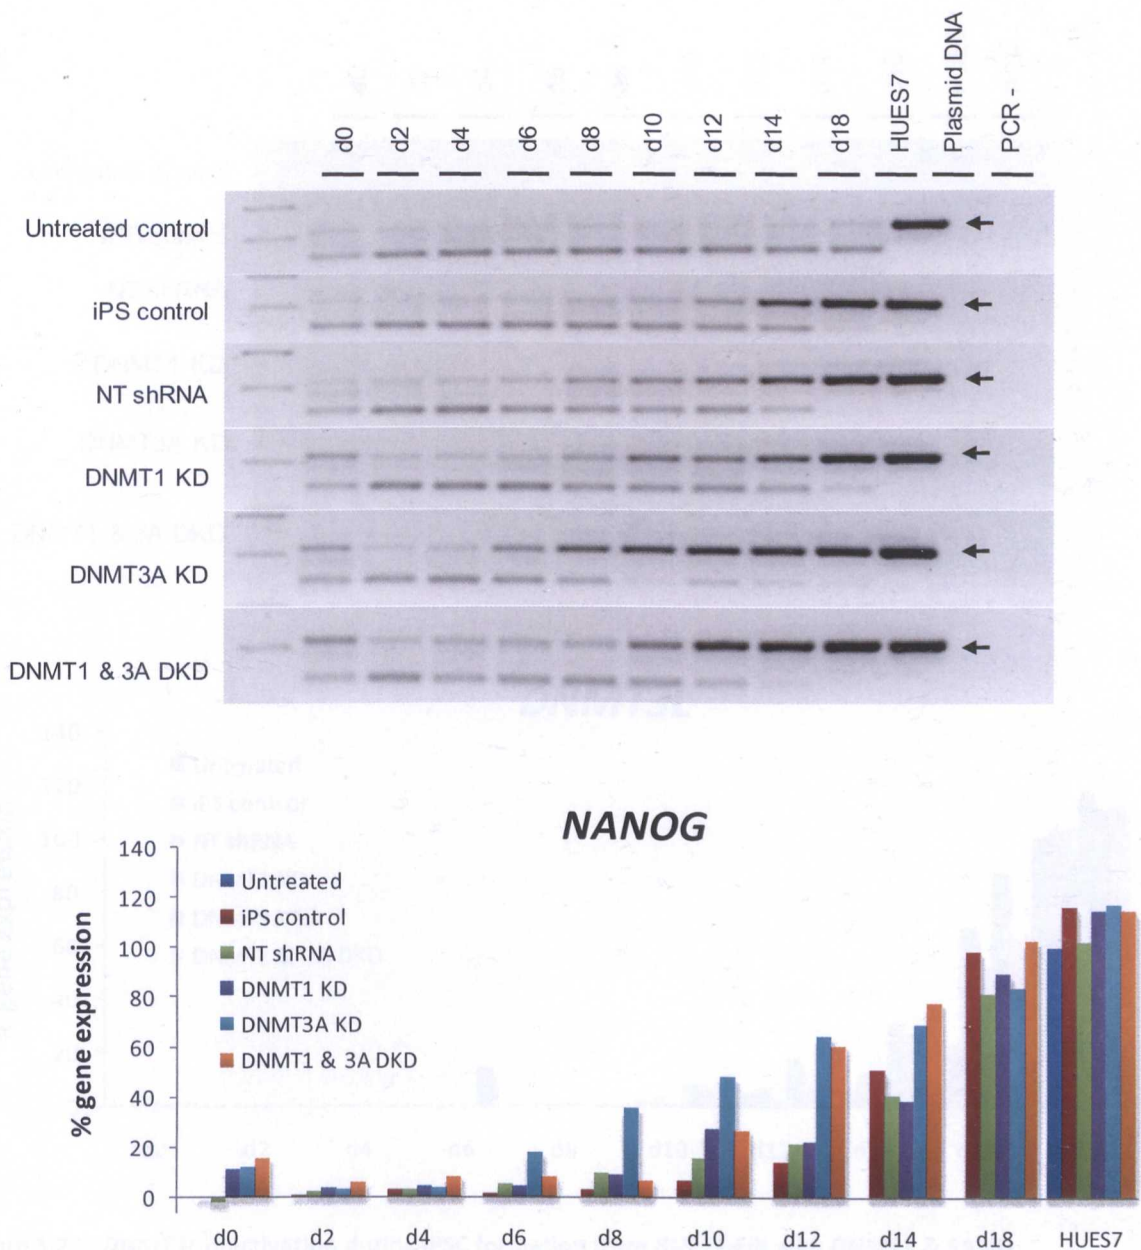 d0 d2 d4 d6 d8 d10 d12 d14 d18 HUES7 Plasmid DNA PCR -
Untreated control
iPS control
NT shRNA
DNMT1 KD
DNMT3A KD
DNMT1 & 3A DKD
NANOG
% gene expression
140
120
100
80
60
40
20
0
Untreated
iPS control
NT shRNA
DNMT1 KD
DNMT3A KD
DNMT1 & 3A DKD
d0 d2 d4 d6 d8 d10 d12 d14 d18 HUES7